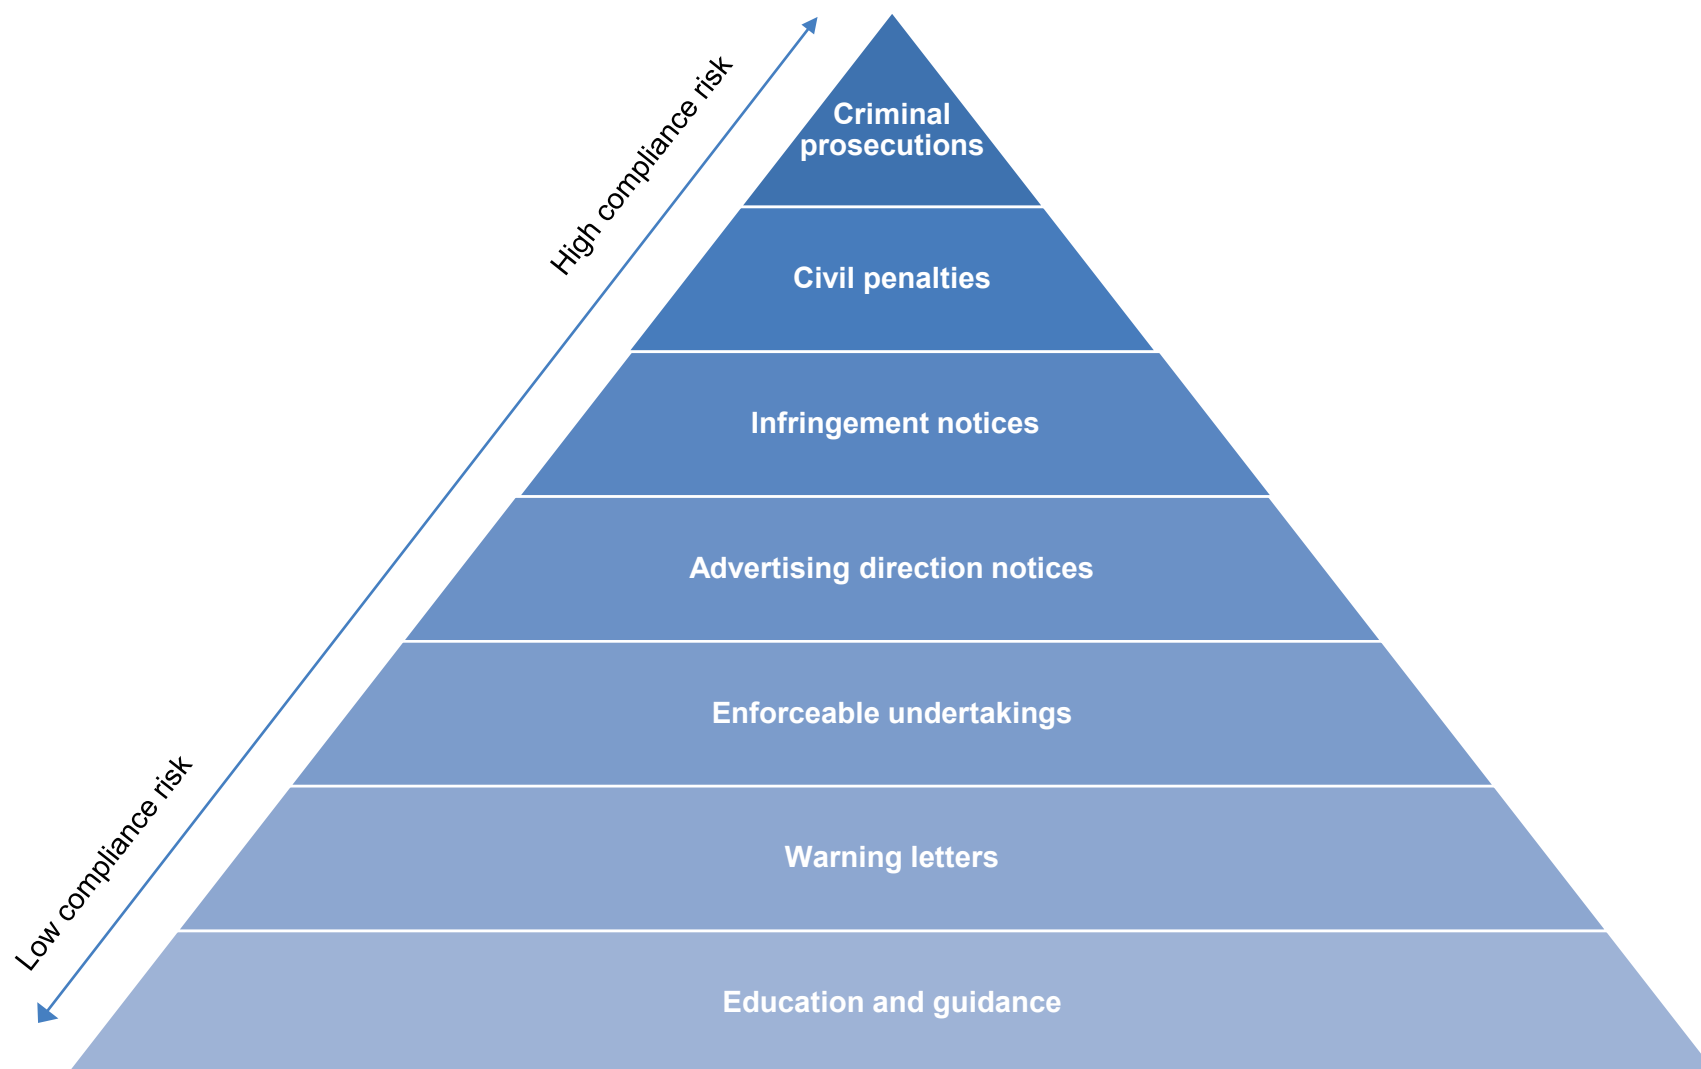 High compliance risk
Criminal
prosecutions
Civil penalties
Infringement notices
Advertising direction notices
Enforceable undertakings
Low compliance risk
Warning letters
Education and guidance